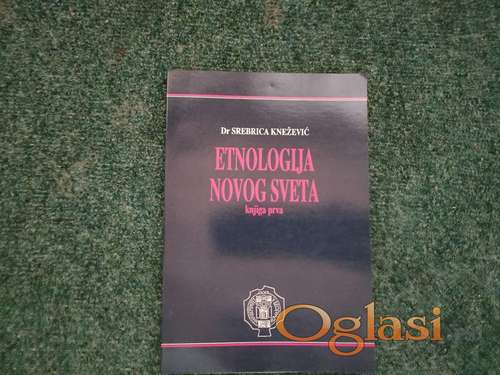 Dr SREBRICA KNEŽEVIĆ
ETNOLOGIJA
NOVOG SVETA
knjiga prva
Oglasi